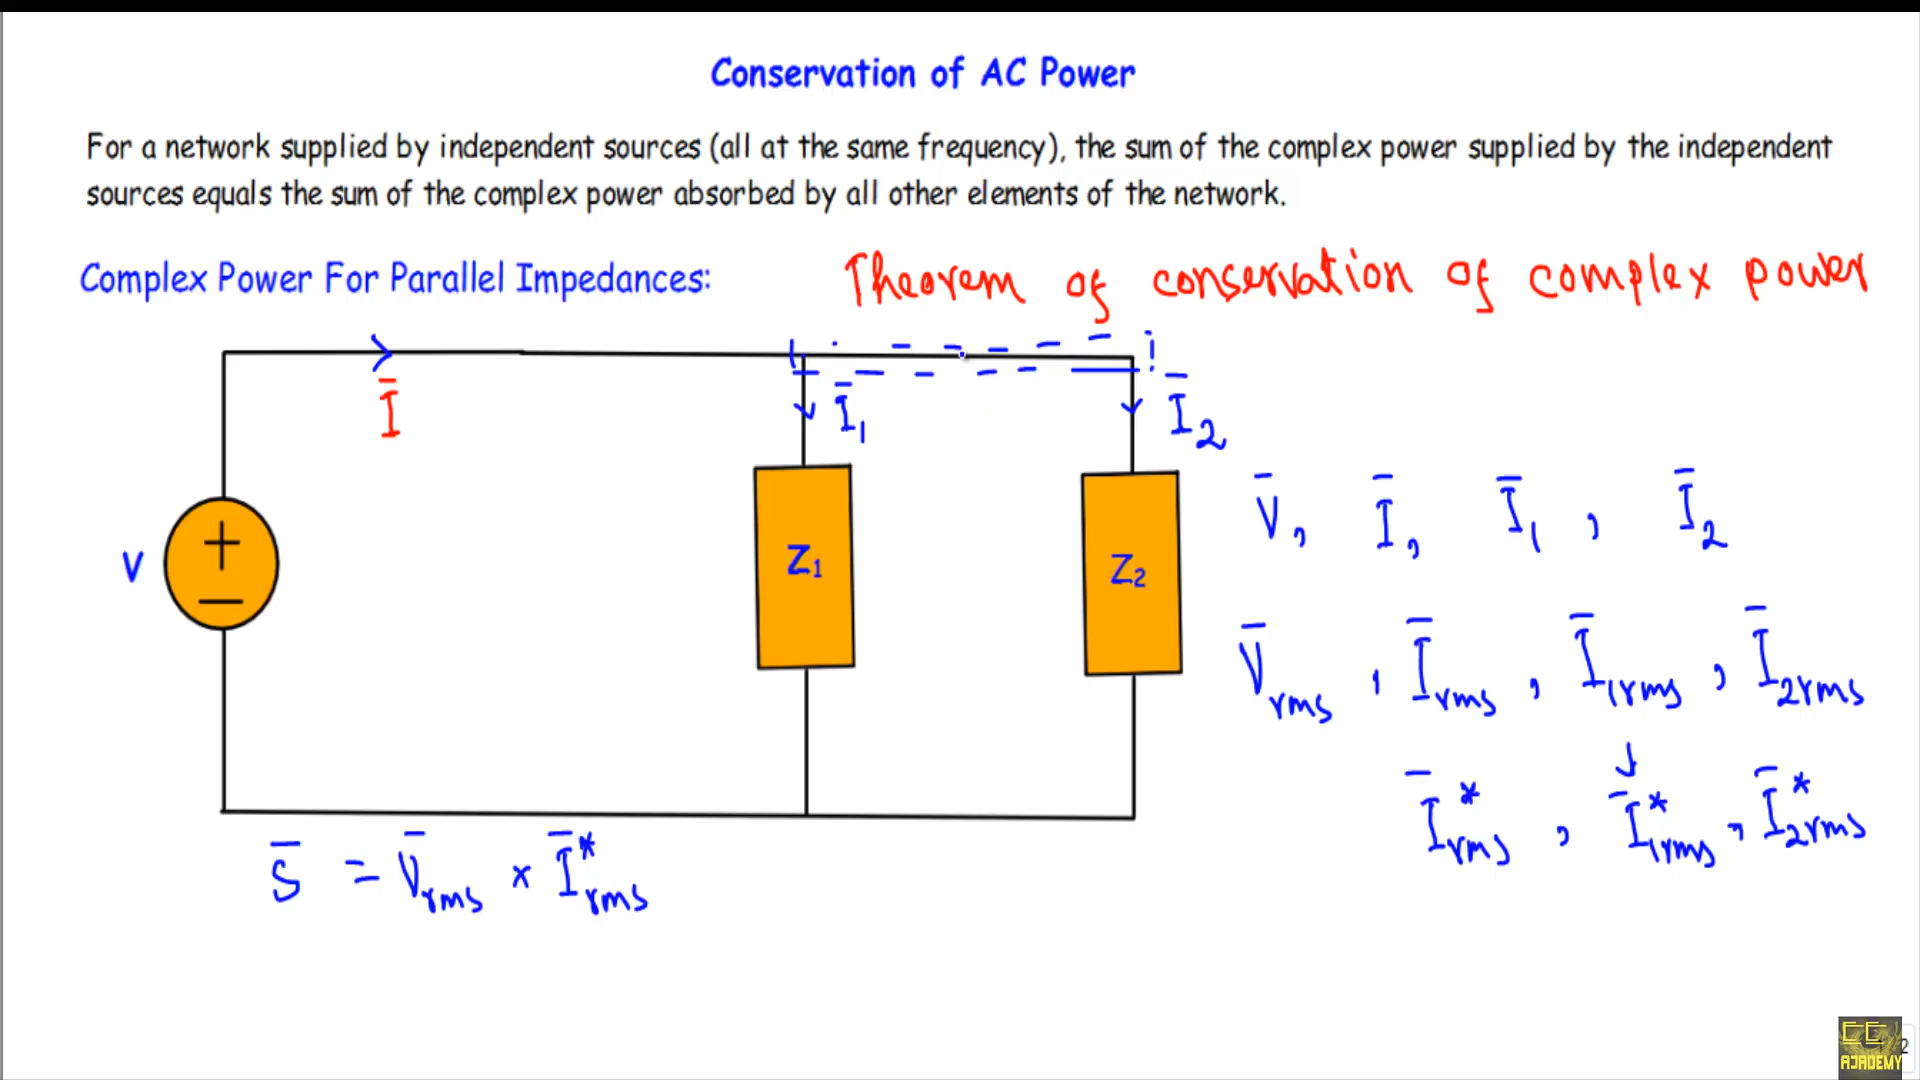 Conservation of AC Power
For a network supplied by independent sources (all at the same frequency), the sum of the complex power supplied by the independent
sources equals the sum of the complex power absorbed by all other elements of the network.
Complex Power For Parallel Impedances:
Theorem of conservation of complex power
Ī
Ī₁
Ī₂
V
+
−
Z₁
Z₂
V̄, Ī, Ī₁, Ī₂
V̄rms, Īrms, Ī1rms, Ī2rms
Ī*rms, Ī*1rms, Ī*2rms
S̄ = V̄rms × Ī*rms
EE
AJADEMY
2